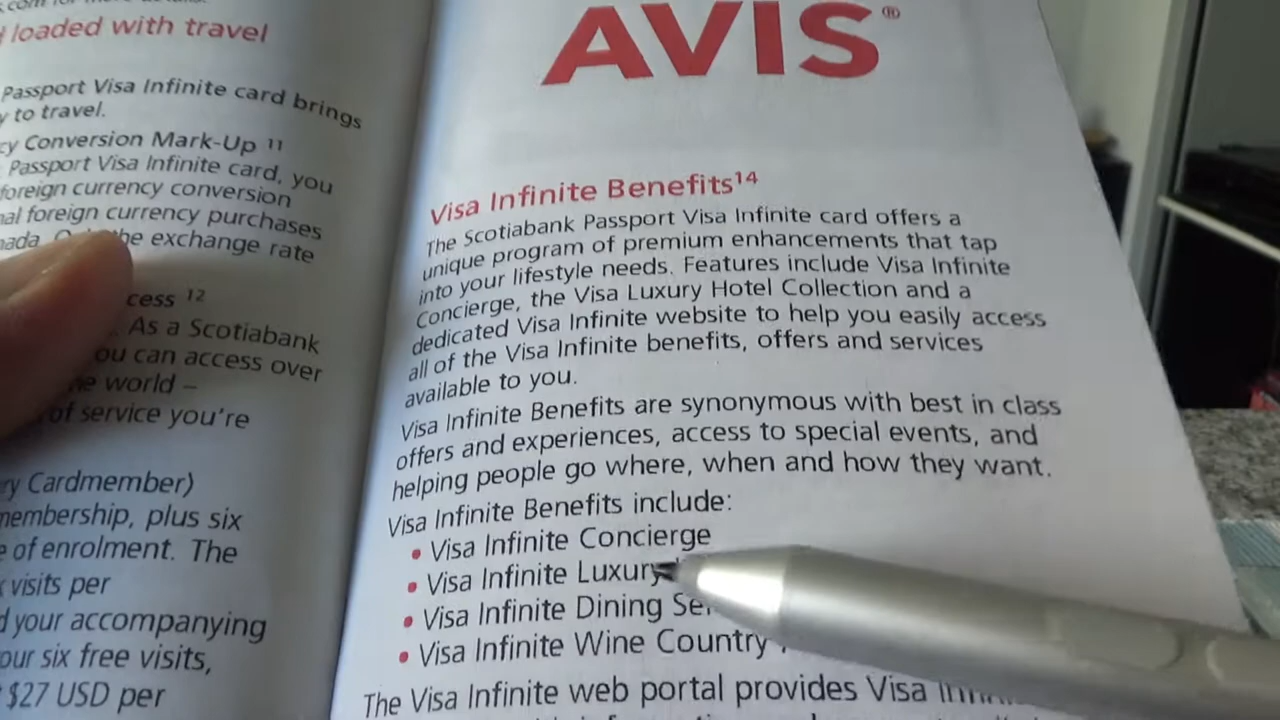 loaded with travel
Passport Visa Infinite card brings
to travel.
Conversion Mark-Up 11
Passport Visa Infinite card, you
foreign currency conversion
foreign currency purchases
the exchange rate
12
As a Scotiabank
can access over
world –
of service you're
Cardmember)
plus six
of enrolment. The
visits per
your accompanying
six free visits,
$27 USD per
AVIS®
Visa Infinite Benefits14
The Scotiabank Passport Visa Infinite card offers a
unique program of premium enhancements that tap
into your lifestyle needs. Features include Visa Infinite
Concierge, the Visa Luxury Hotel Collection and a
dedicated Visa Infinite website to help you easily access
all of the Visa Infinite benefits, offers and services
available to you.
Visa Infinite Benefits are synonymous with best in class
offers and experiences, access to special events, and
helping people go where, when and how they want.
Visa Infinite Benefits include:
• Visa Infinite Concierge
• Visa Infinite Luxury
• Visa Infinite Dining
• Visa Infinite Wine Country
The Visa Infinite web portal provides Visa